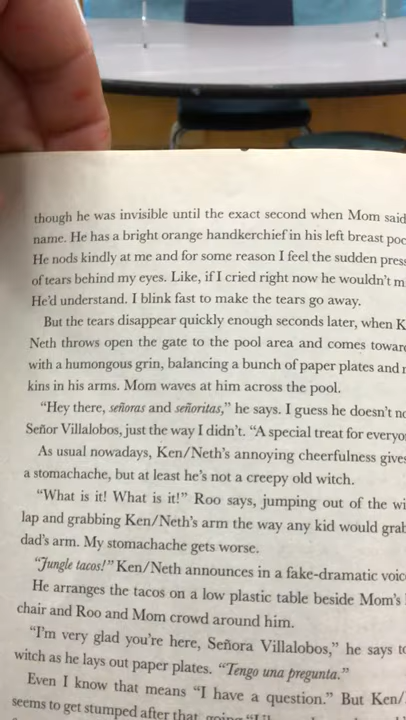 though he was invisible until the exact second when Mom said
name. He has a bright orange handkerchief in his left breast
He nods kindly at me and for some reason I feel the sudden
of tears behind my eyes. Like, if I cried right now he wouldn't
He'd understand. I blink fast to make the tears go away.
But the tears disappear quickly enough seconds later, when
Neth throws open the gate to the pool area and comes
with a humongous grin, balancing a bunch of paper plates and
kins in his arms. Mom waves at him across the pool.
"Hey there, señoras and señoritas," he says. I guess he doesn't
Señor Villalobos, just the way I didn't. "A special treat for
As usual nowadays, Ken/Neth's annoying cheerfulness gives
a stomachache, but at least he's not a creepy old witch.
"What is it! What is it!" Roo says, jumping out of the
lap and grabbing Ken/Neth's arm the way any kid would
dad's arm. My stomachache gets worse.
"Jungle tacos!" Ken/Neth announces in a fake-dramatic
He arranges the tacos on a low plastic table beside Mom's
chair and Roo and Mom crowd around him.
"I'm very glad you're here, Señora Villalobos," he says
witch as he lays out paper plates. "Tengo una pregunta."
Even I know that means "I have a question." But Ken/
seems to get stumped after that,